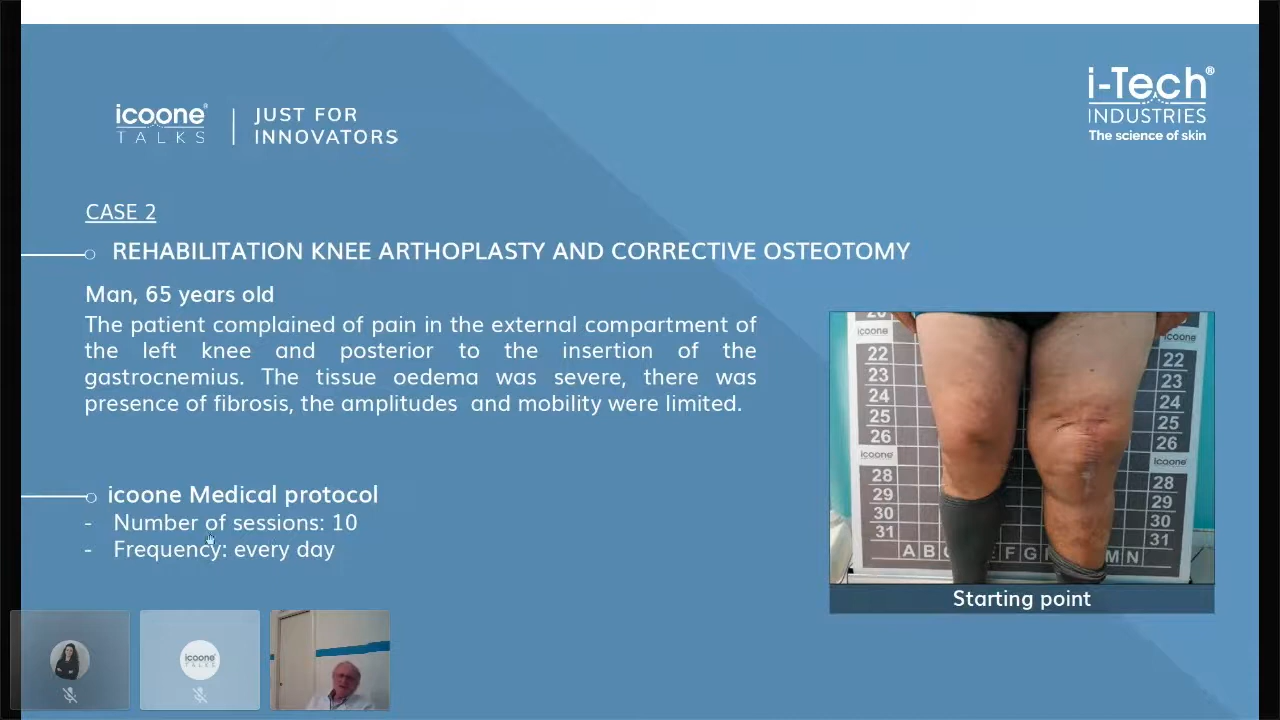 icoone®
TALKS
JUST FOR
INNOVATORS
i-Tech®
INDUSTRIES
The science of skin
CASE 2
REHABILITATION KNEE ARTHOPLASTY AND CORRECTIVE OSTEOTOMY
Man, 65 years old
The patient complained of pain in the external compartment of
the left knee and posterior to the insertion of the
gastrocnemius. The tissue oedema was severe, there was
presence of fibrosis, the amplitudes and mobility were limited.
icoone Medical protocol
- Number of sessions: 10
- Frequency: every day
icoone
icoone
22
22
23
23
24
24
25
25
26
26
icoone
icoone
28
28
29
29
30
30
31
31
A B C F G M N
Starting point
icoone
TALKS